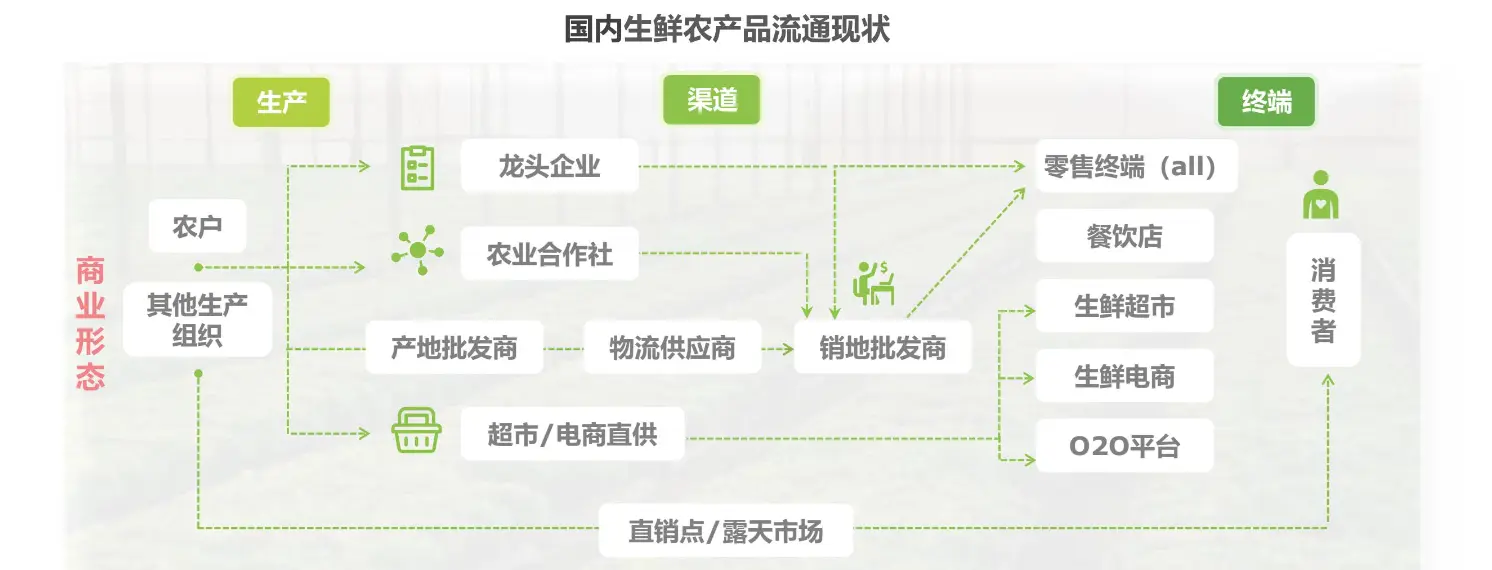 国内生鲜农产品流通现状
生产
渠道
终端
商业形态
农户
其他生产
组织
龙头企业
农业合作社
产地批发商
物流供应商
销地批发商
$
超市/电商直供
直销点/露天市场
零售终端（all）
餐饮店
生鲜超市
生鲜电商
O2O平台
消费者